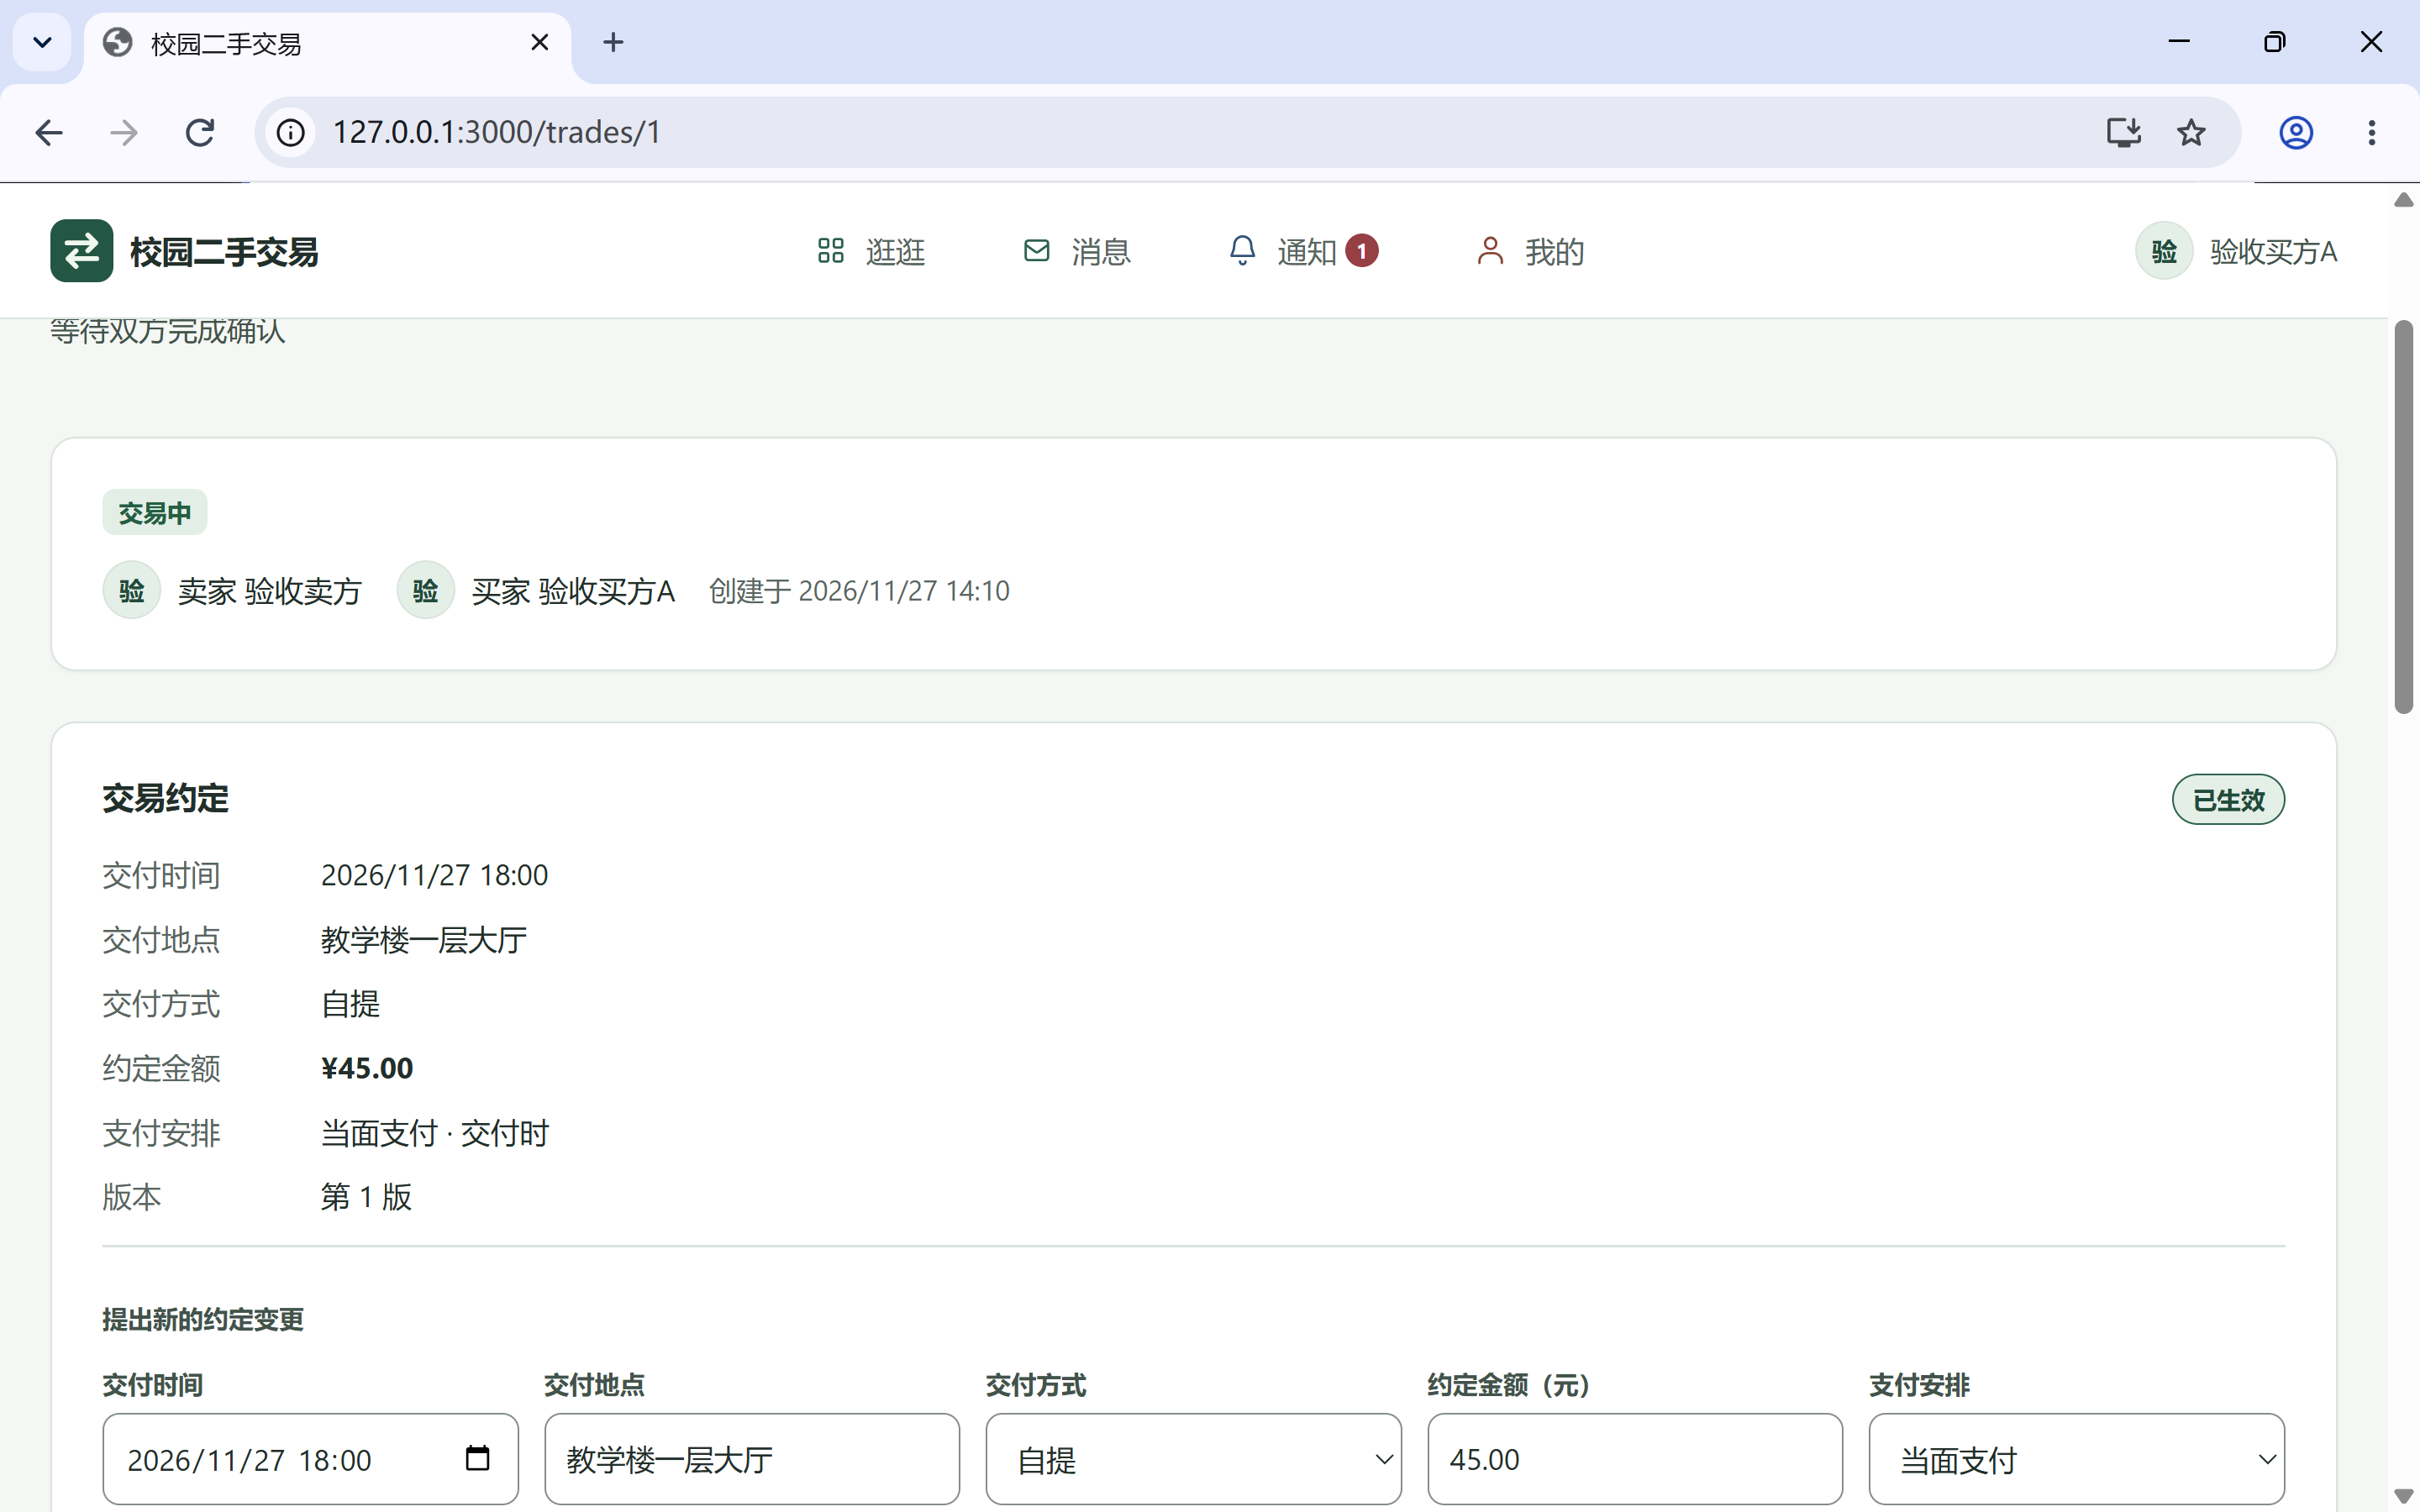 校园二手交易
127.0.0.1:3000/trades/1
校园二手交易
逛逛
消息
通知 1
我的
验 验收买方A
等待双方完成确认
交易中
验 卖家 验收卖方 验 买家 验收买方A 创建于 2026/11/27 14:10
交易约定
已生效
交付时间 2026/11/27 18:00
交付地点 教学楼一层大厅
交付方式 自提
约定金额 ¥45.00
支付安排 当面支付 · 交付时
版本 第 1 版
提出新的约定变更
交付时间 交付地点 交付方式 约定金额（元） 支付安排
2026/11/27 18:00 教学楼一层大厅 自提 45.00 当面支付